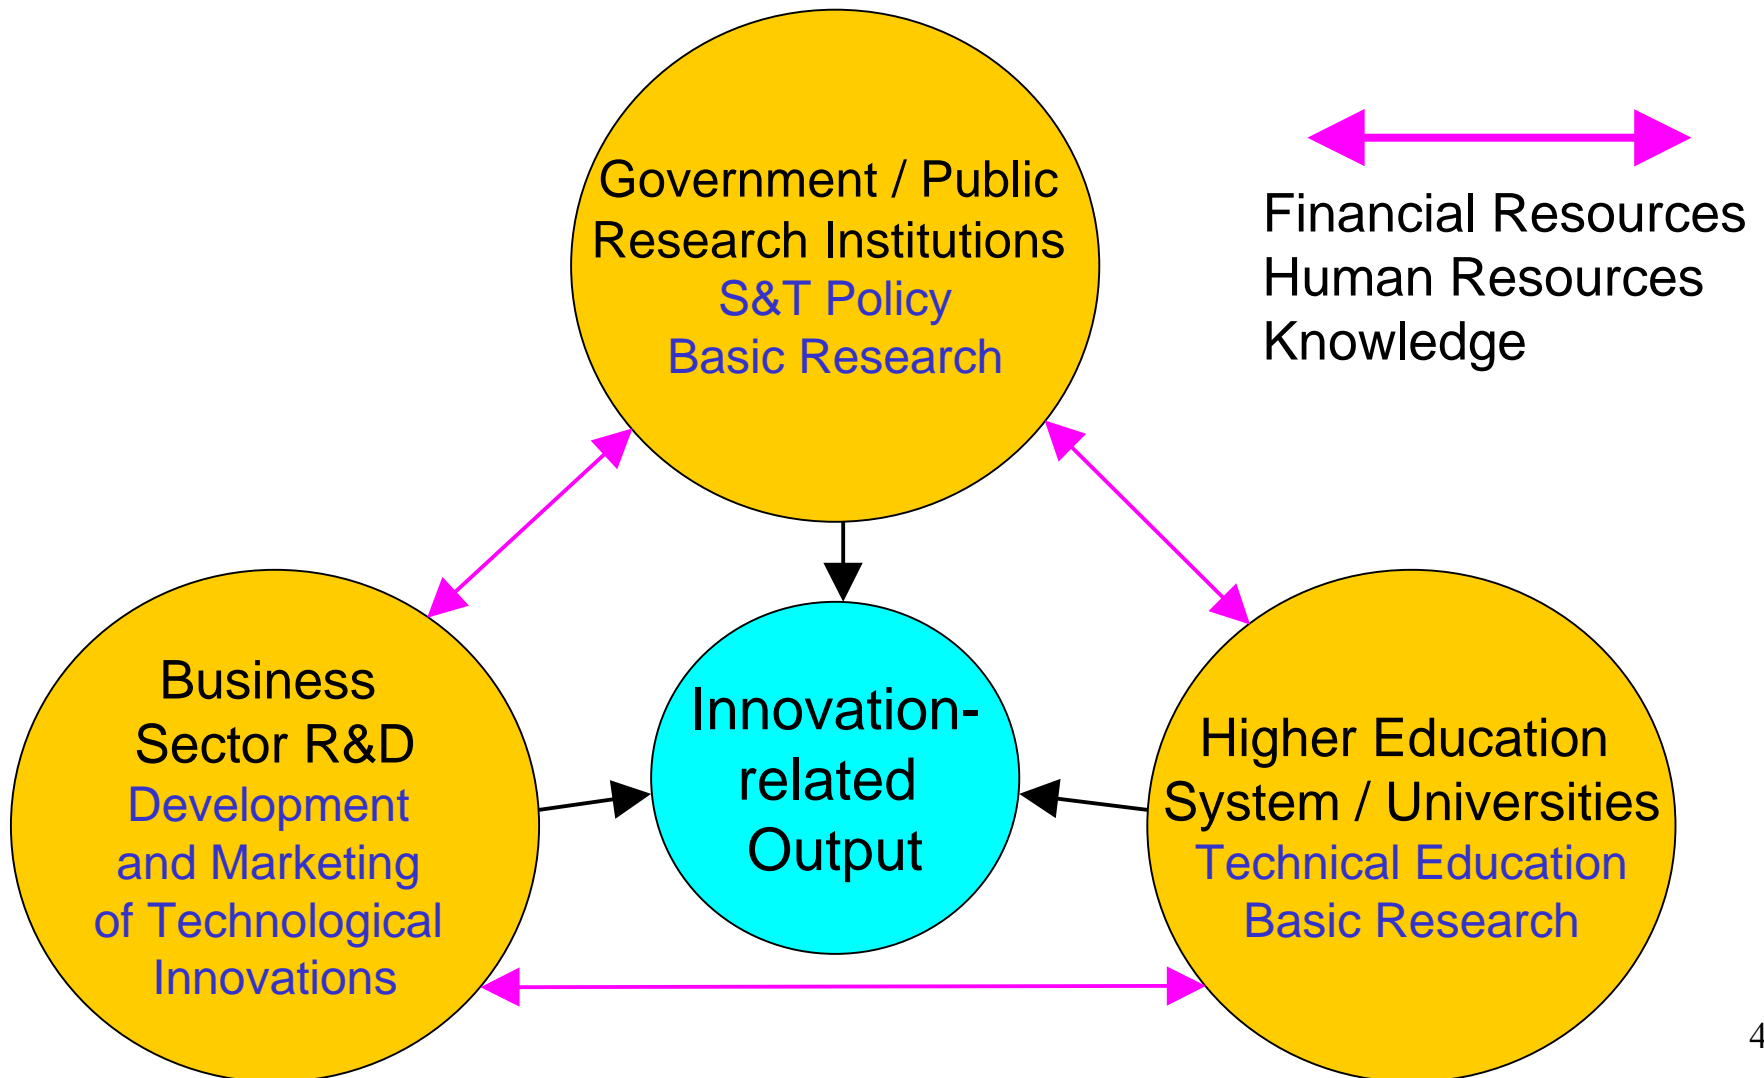 Government / Public
Research Institutions
S&T Policy
Basic Research
Financial Resources
Human Resources
Knowledge
Business
Sector R&D
Development
and Marketing
of Technological
Innovations
Innovation-
related
Output
Higher Education
System / Universities
Technical Education
Basic Research
4